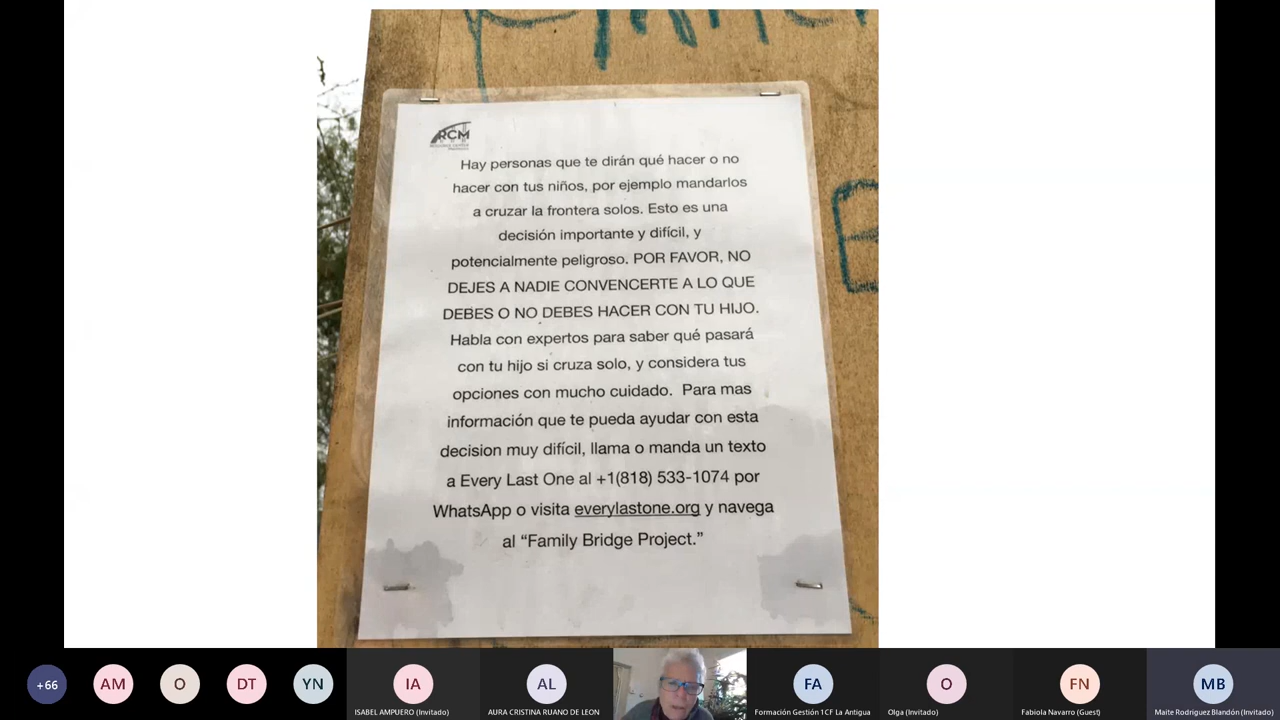 RCM
Hay personas que te dirán qué hacer o no
hacer con tus niños, por ejemplo mandarlos
a cruzar la frontera solos. Esto es una
decisión importante y difícil, y
potencialmente peligroso. POR FAVOR, NO
DEJES A NADIE CONVENCERTE A LO QUE
DEBES O NO DEBES HACER CON TU HIJO.
Habla con expertos para saber qué pasará
con tu hijo si cruza solo, y considera tus
opciones con mucho cuidado. Para mas
información que te pueda ayudar con esta
decision muy difícil, llama o manda un texto
a Every Last One al +1(818) 533-1074 por
WhatsApp o visita everylastone.org y navega
al “Family Bridge Project.”
+66
AM
O
DT
YN
IA
ISABEL AMPUERO (Invitado)
AL
AURA CRISTINA RUANO DE LEON
FA
Formación Gestión 1CF La Antigua
O
Olga (Invitado)
FN
Fabiola Navarro (Guest)
MB
Maite Rodríguez Blandón (Invitado)